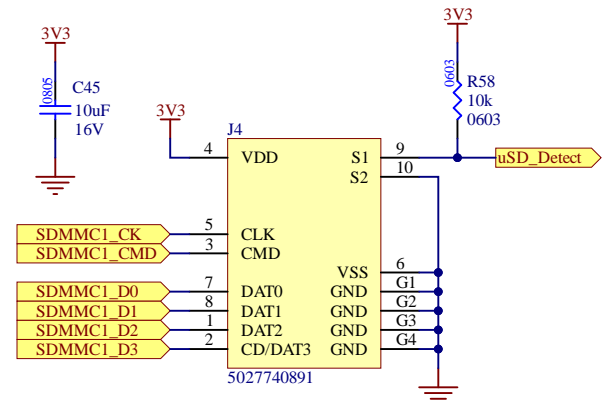 3V3
0805
C45
10uF
16V
3V3
3V3
0603
R58
10k
0603
J4
4 VDD S1 9
S2 10
uSD_Detect
SDMMC1_CK 5 CLK
SDMMC1_CMD 3 CMD
VSS 6
SDMMC1_D0 7 DAT0 GND G1
SDMMC1_D1 8 DAT1 GND G2
SDMMC1_D2 1 DAT2 GND G3
SDMMC1_D3 2 CD/DAT3 GND G4
5027740891